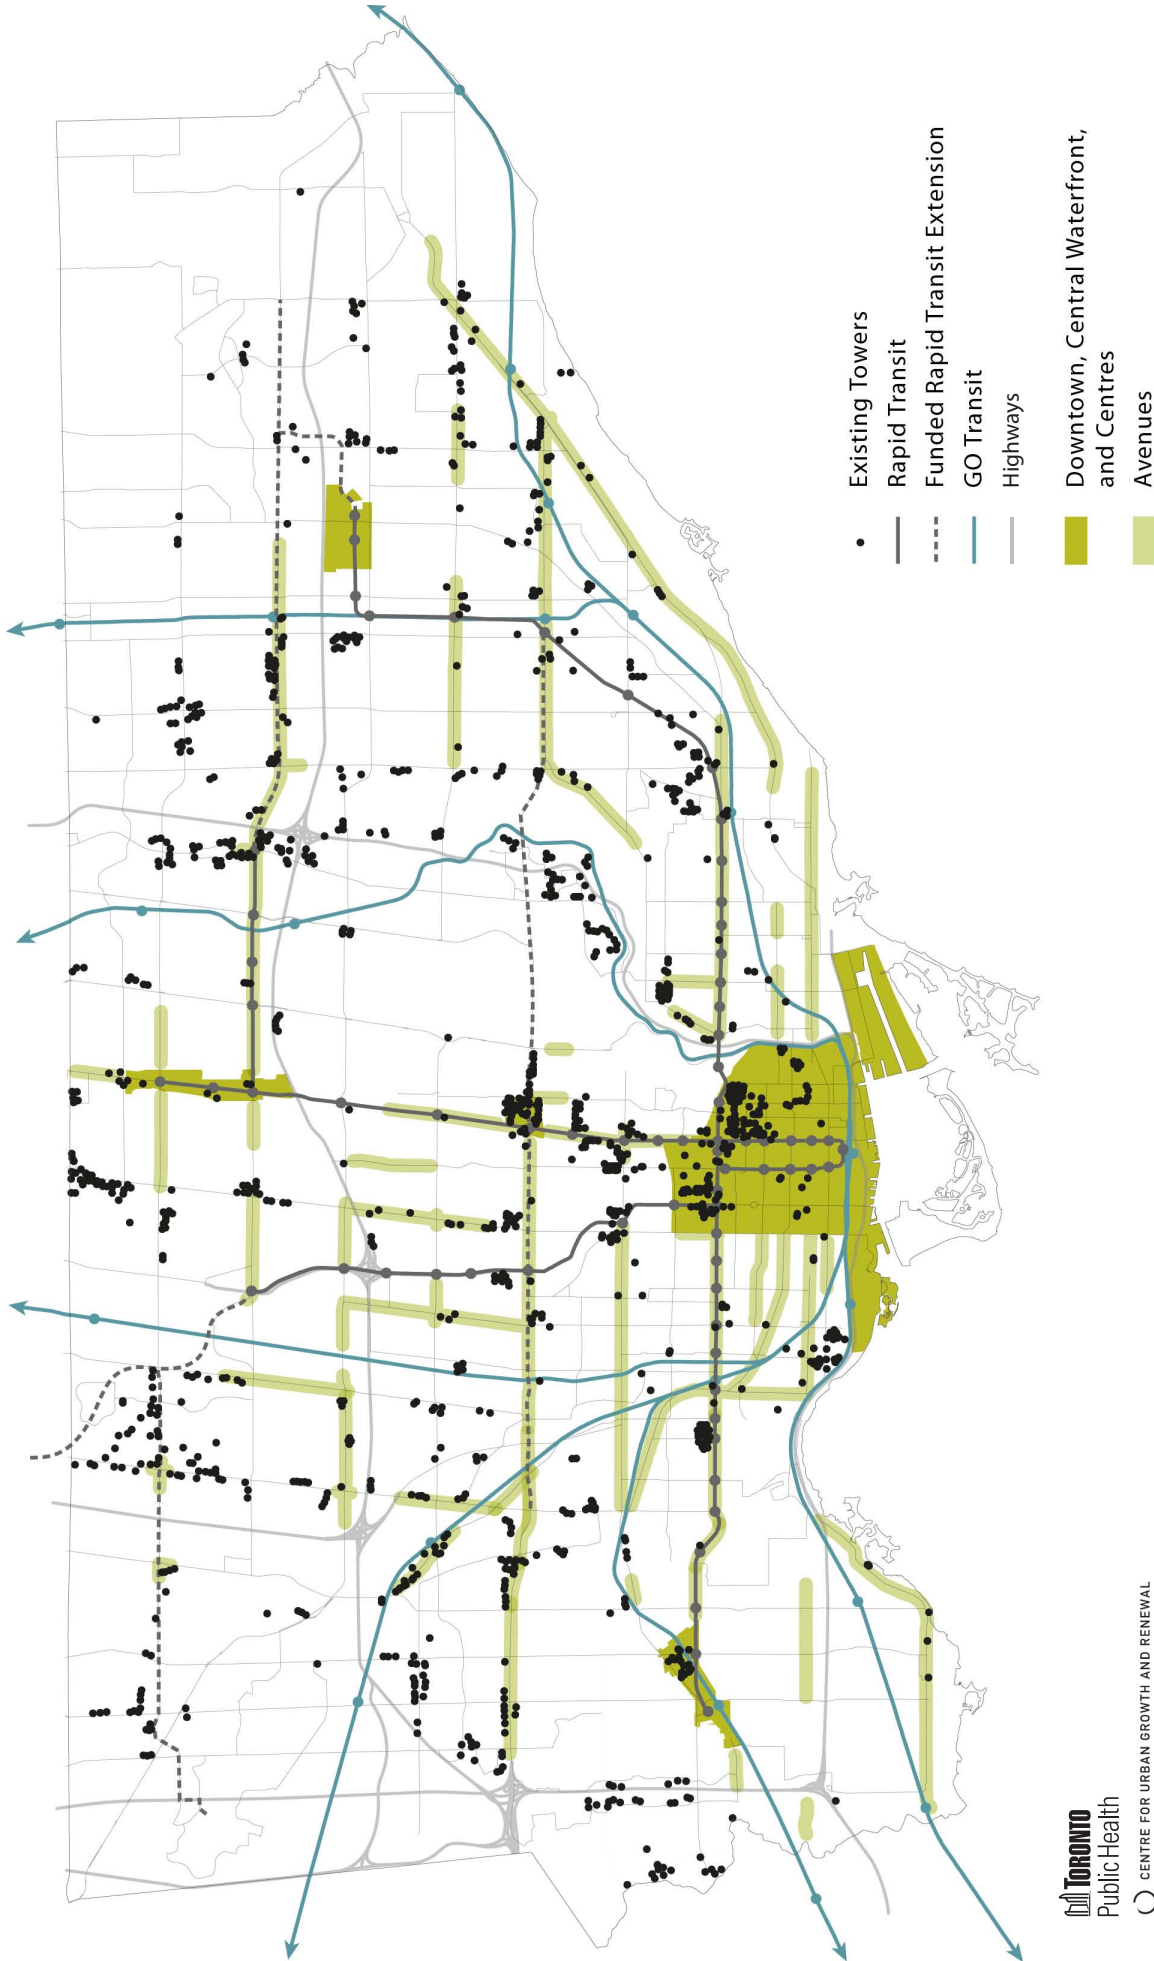 Existing Towers
Rapid Transit
Funded Rapid Transit Extension
GO Transit
Highways
Downtown, Central Waterfront,
and Centres
Avenues
TORONTO
Public Health
CENTRE FOR URBAN GROWTH AND RENEWAL